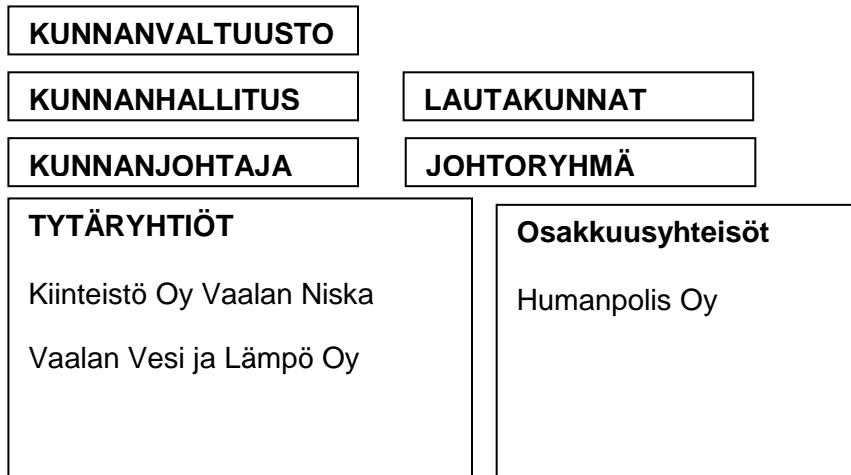 KUNNANVALTUUSTO
KUNNANHALLITUS
LAUTAKUNNAT
KUNNANJOHTAJA
JOHTORYHMÄ
TYTÄRYHTIÖT
Kiinteistö Oy Vaalan Niska
Vaalan Vesi ja Lämpö Oy
Osakkuusyhteisöt
Humanpolis Oy